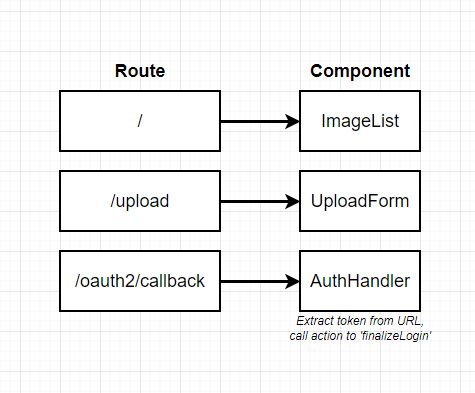 Route
Component
/
ImageList
/upload
UploadForm
/oauth2/callback
AuthHandler
Extract token from URL,
call action to 'finalizeLogin'